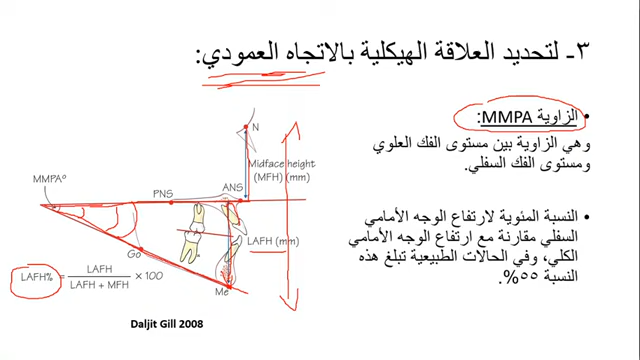 ٣- لتحديد العلاقة الهيكلية بالاتجاه العمودي:
• الزاوية MMPA:
وهي الزاوية بين مستوى الفك العلوي
ومستوى الفك السفلي.
• النسبة المئوية لارتفاع الوجه الأمامي
السفلي مقارنة مع ارتفاع الوجه الأمامي
الكلي، وفي الحالات الطبيعية تبلغ هذه
النسبة ٥٥%.
N
Midface height
(MFH) (mm)
MMPAº
PNS
ANS
LAFH (mm)
Go
Me
LAFH% = LAFH / LAFH + MFH × 100
Daljit Gill 2008